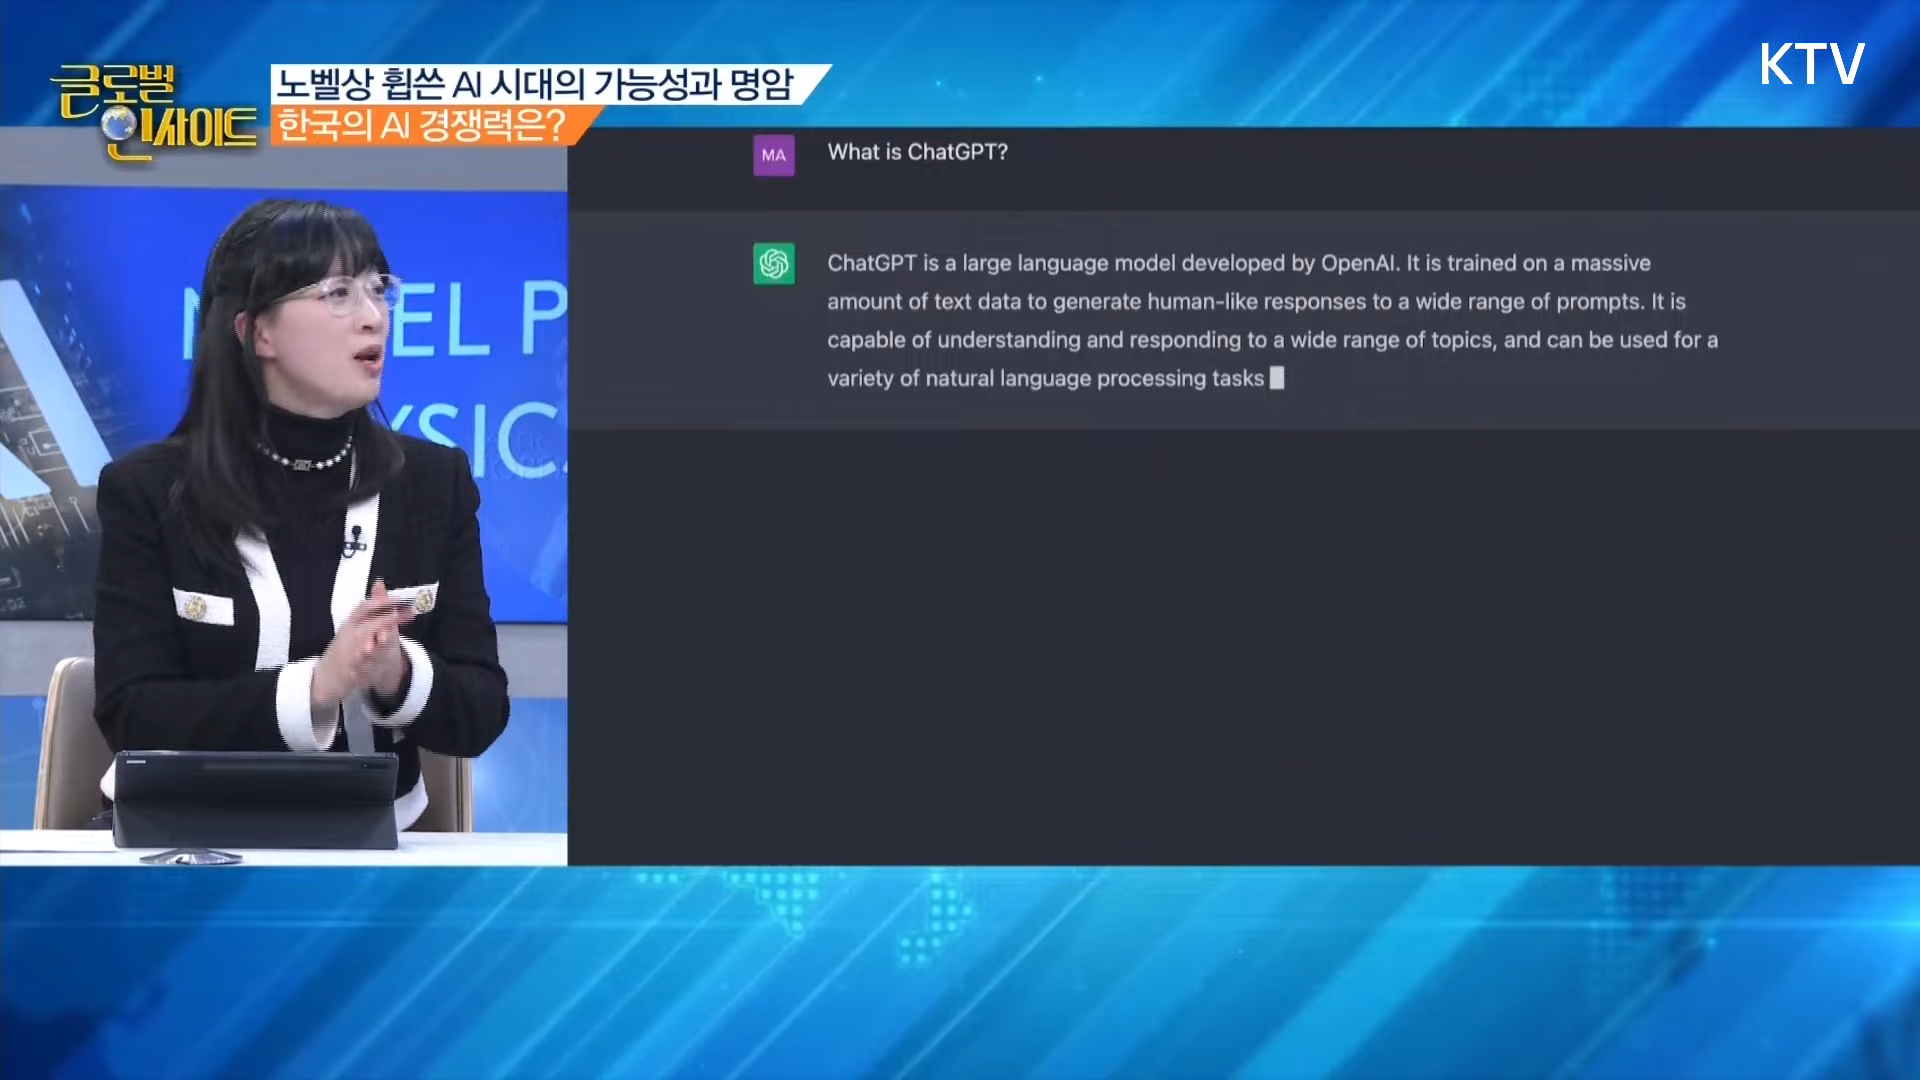 글로벌
인사이트
노벨상 휩쓴 AI 시대의 가능성과 명암
한국의 AI 경쟁력은?
KTV
MA
What is ChatGPT?
ChatGPT is a large language model developed by OpenAI. It is trained on a massive
amount of text data to generate human-like responses to a wide range of prompts. It is
capable of understanding and responding to a wide range of topics, and can be used for a
variety of natural language processing tasks